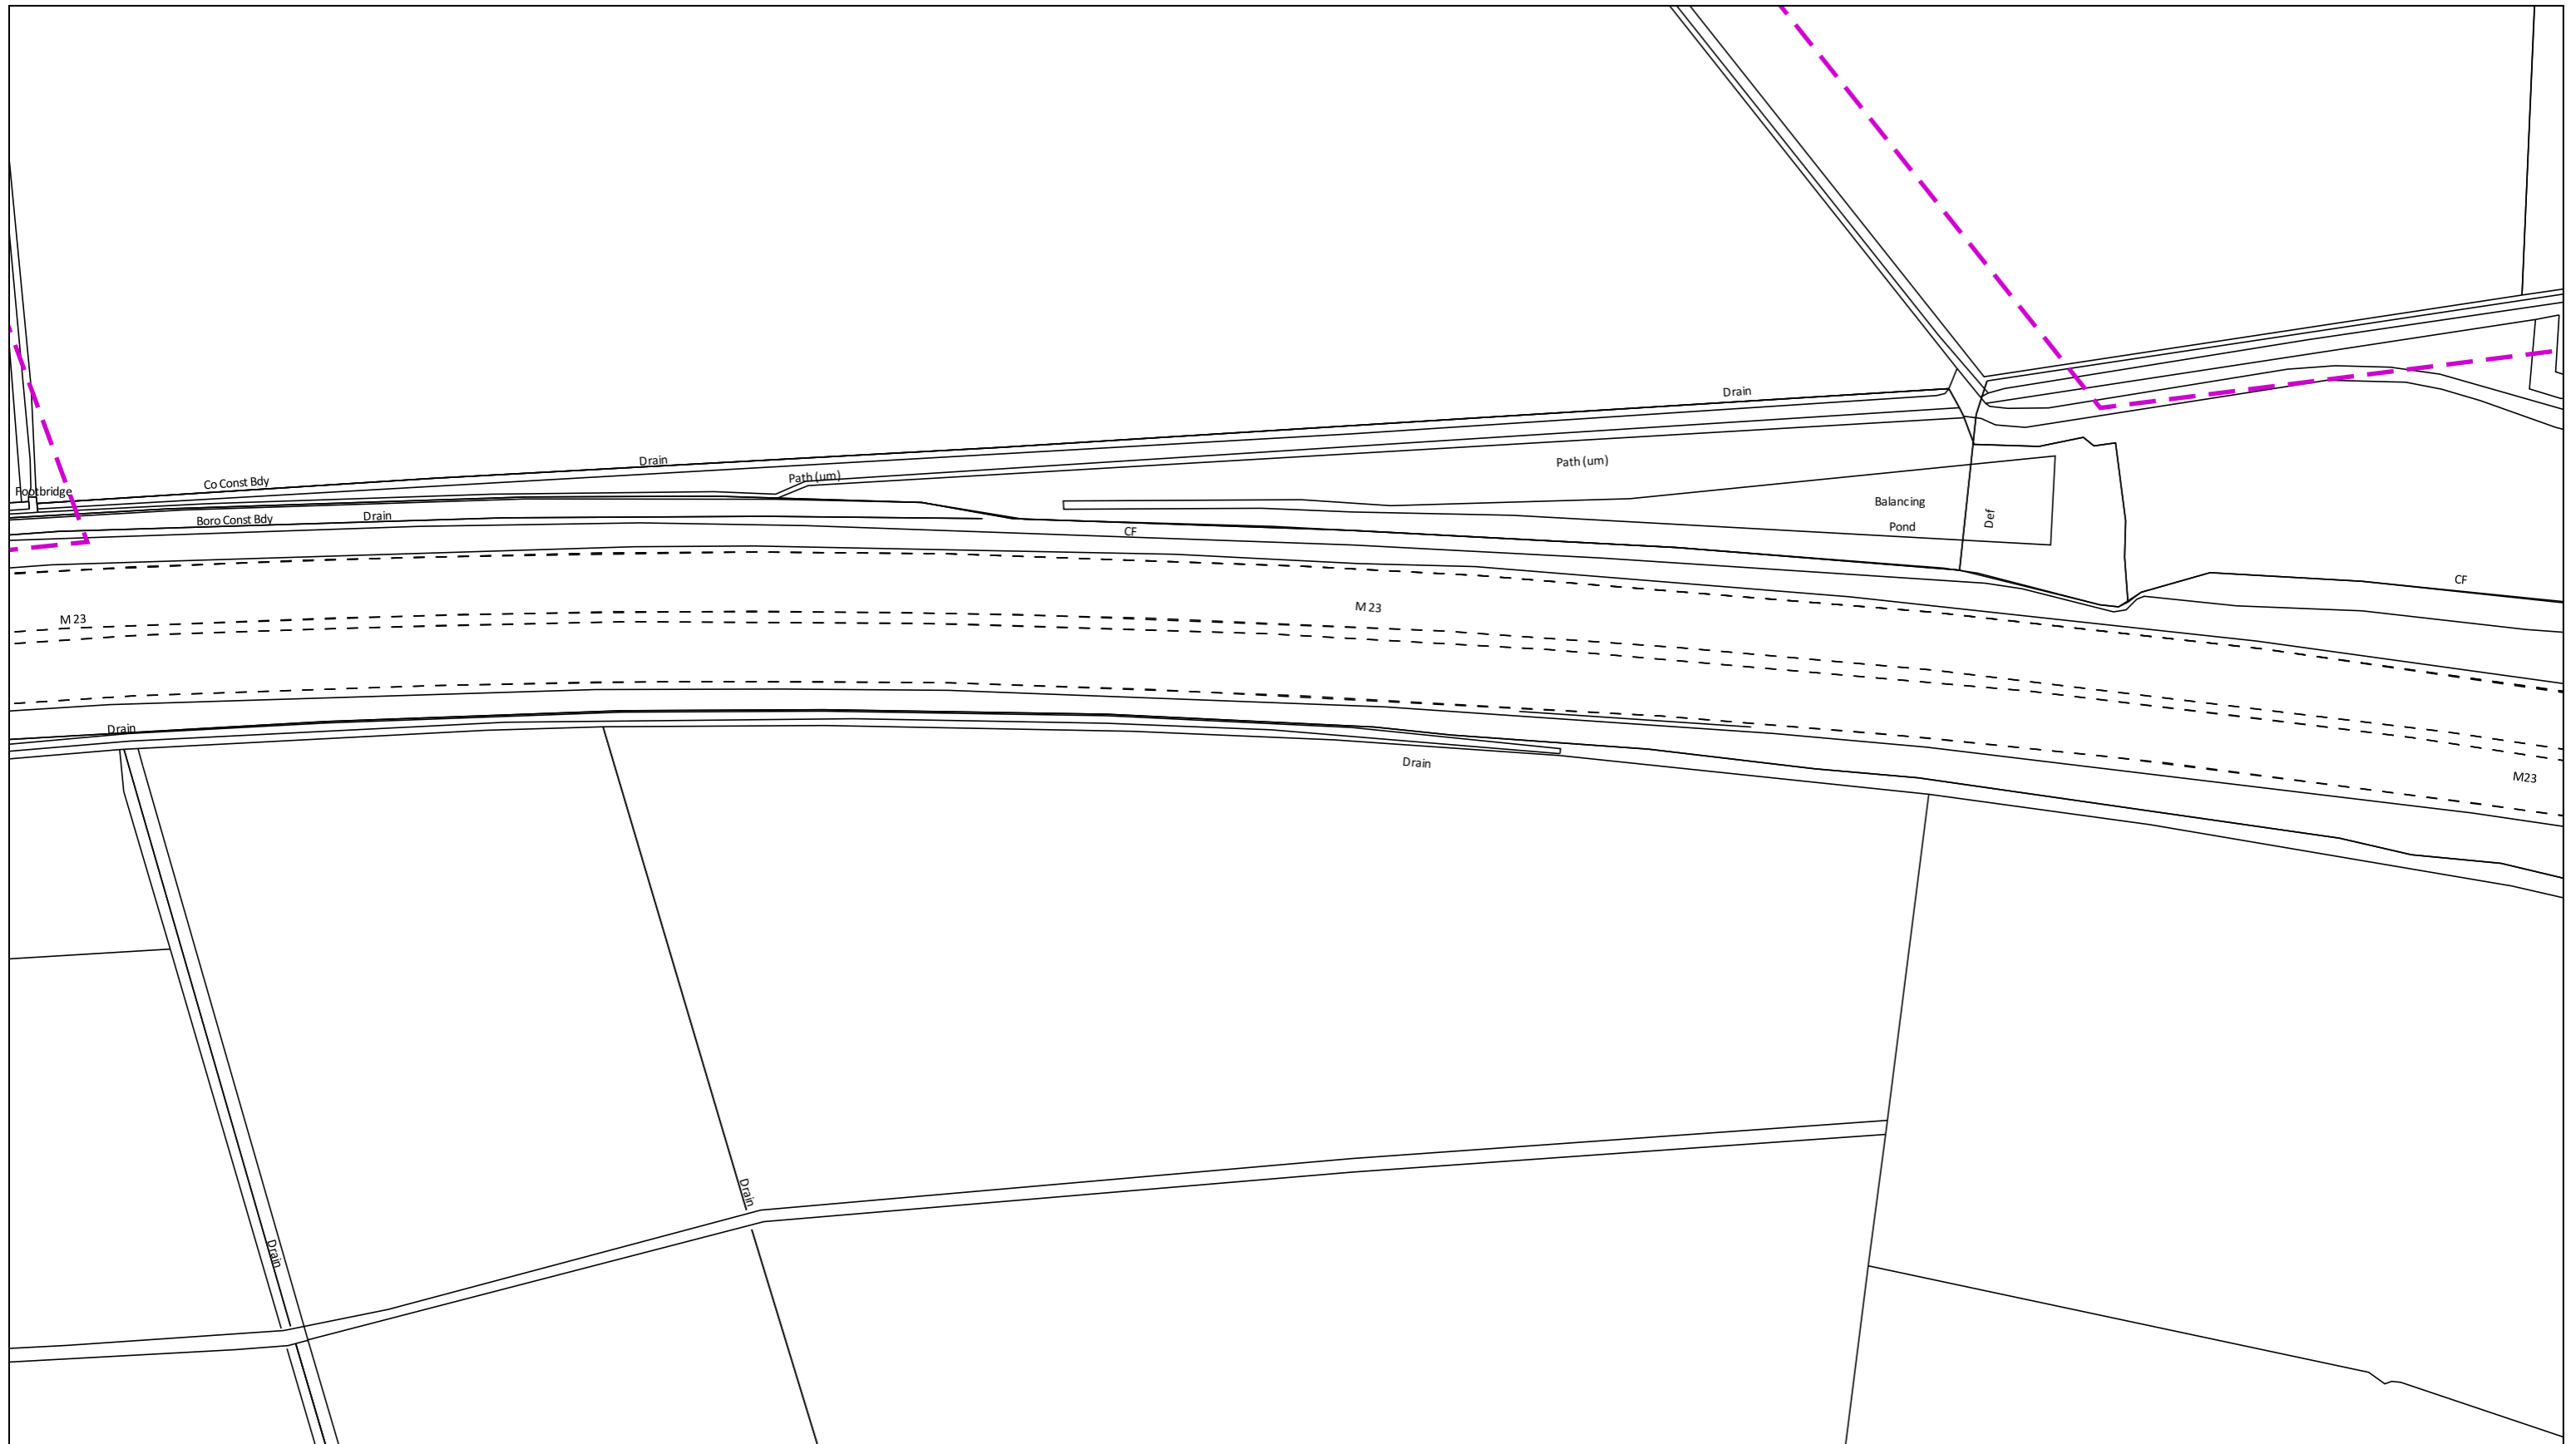 Drain
Drain
Path (um)
Path (um)
Co Const Bdy
Footbridge
Balancing
Pond
Def
Boro Const Bdy
Drain
CF
CF
M 23
M 23
Drain
Drain
M23
Drain
Drain